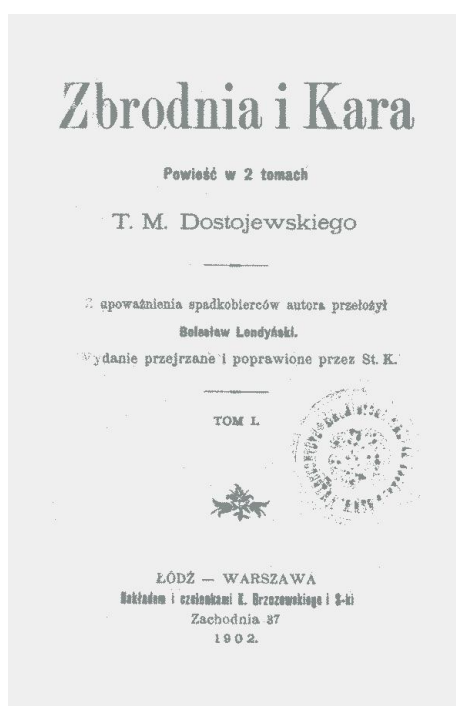 Zbrodnia i Kara
Powieść w 2 tomach
T. M. Dostojewskiego
Z upoważnienia spadkobierców autora przełożył
Bolesław Londyński.
Wydanie przejrzane i poprawione przez St. K.
TOM I.
ŁÓDŹ — WARSZAWA
Nakładem i czcionkami K. Brzozowskiego i S-ki
Zachodnia 37
1902.